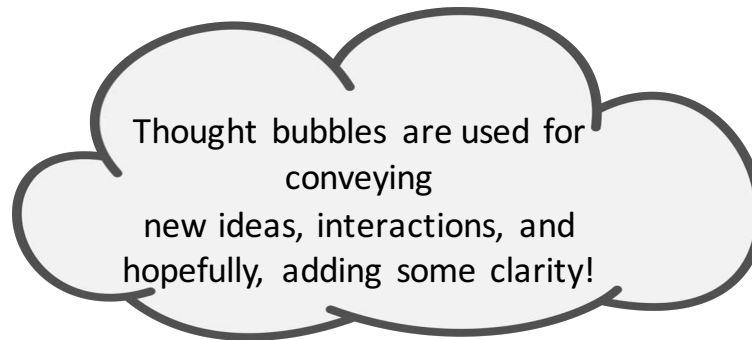 Thought bubbles are used for
conveying
new ideas, interactions, and
hopefully, adding some clarity!